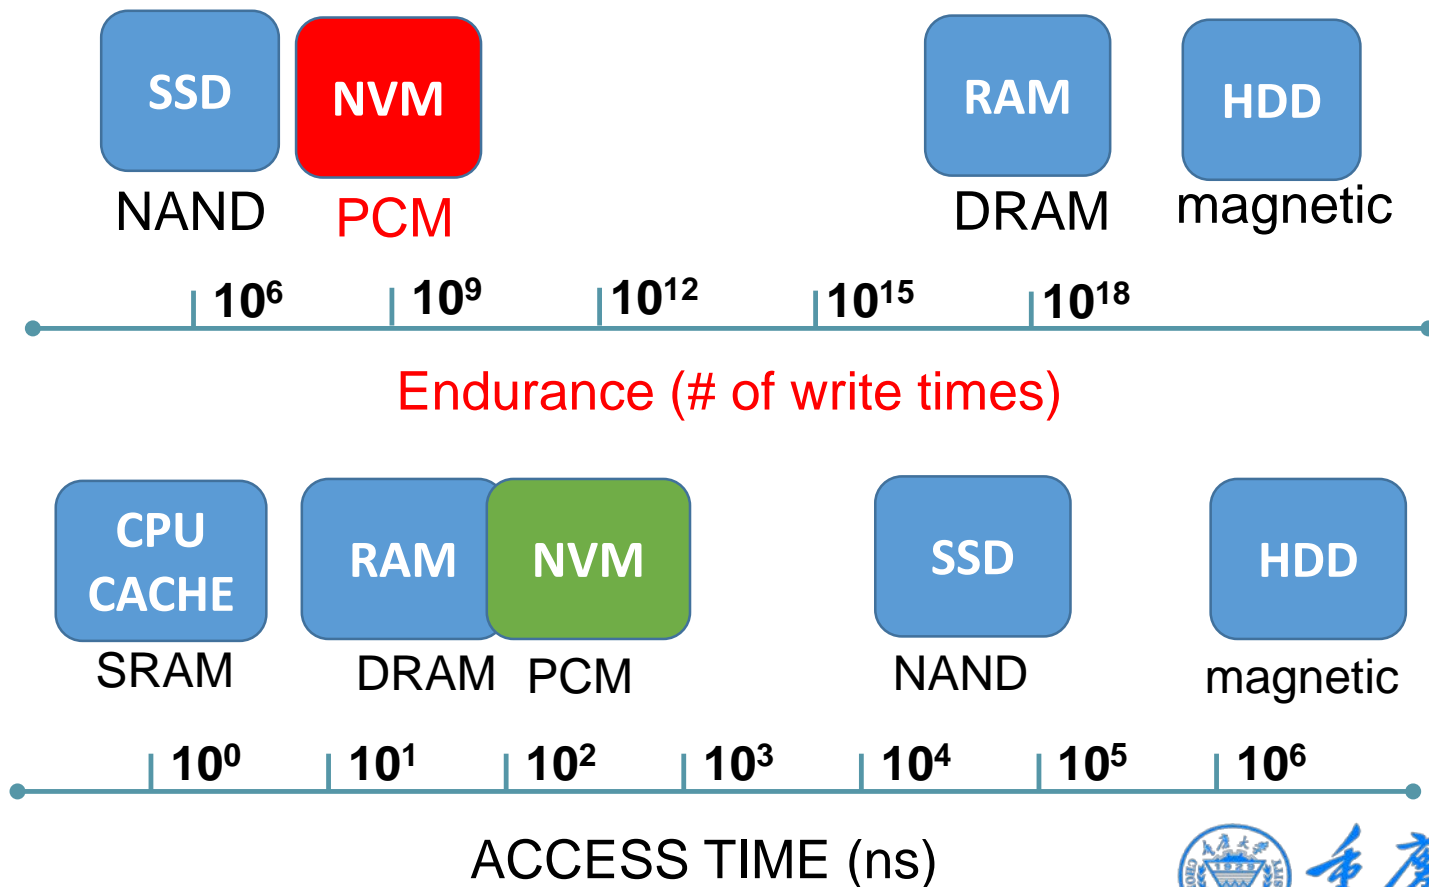 SSD NVM RAM HDD
NAND PCM DRAM magnetic
10⁶ 10⁹ 10¹² 10¹⁵ 10¹⁸
Endurance (# of write times)
CPU CACHE RAM NVM SSD HDD
SRAM DRAM PCM NAND magnetic
10⁰ 10¹ 10² 10³ 10⁴ 10⁵ 10⁶
ACCESS TIME (ns)
1929
重